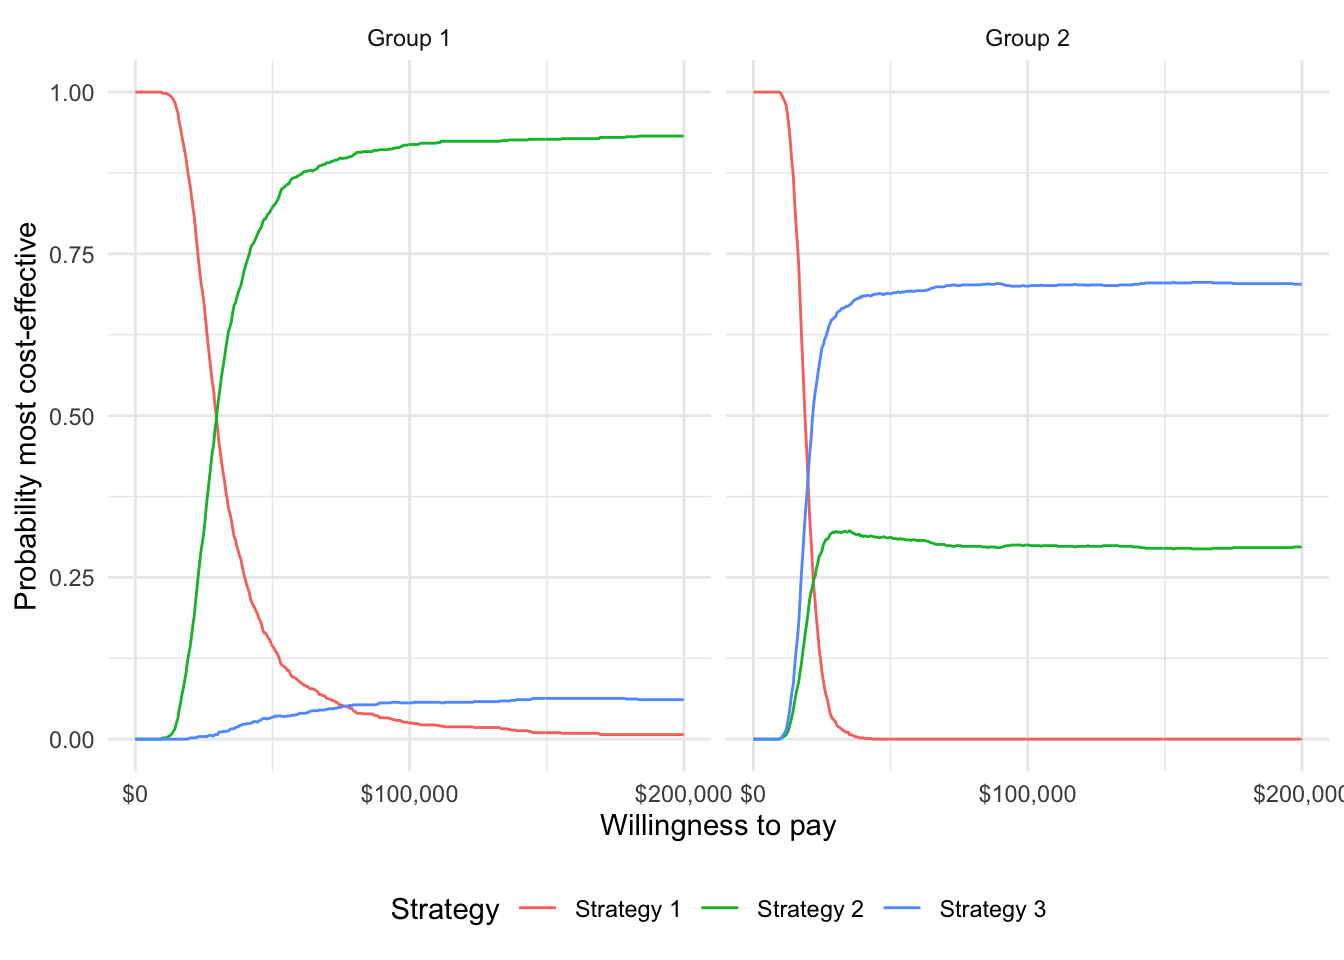 Group 1 Group 2
1.00
0.75
0.50
0.25
0.00
Probability most cost-effective
$0 $100,000 $200,000 $0 $100,000 $200,000
Willingness to pay
Strategy Strategy 1 Strategy 2 Strategy 3